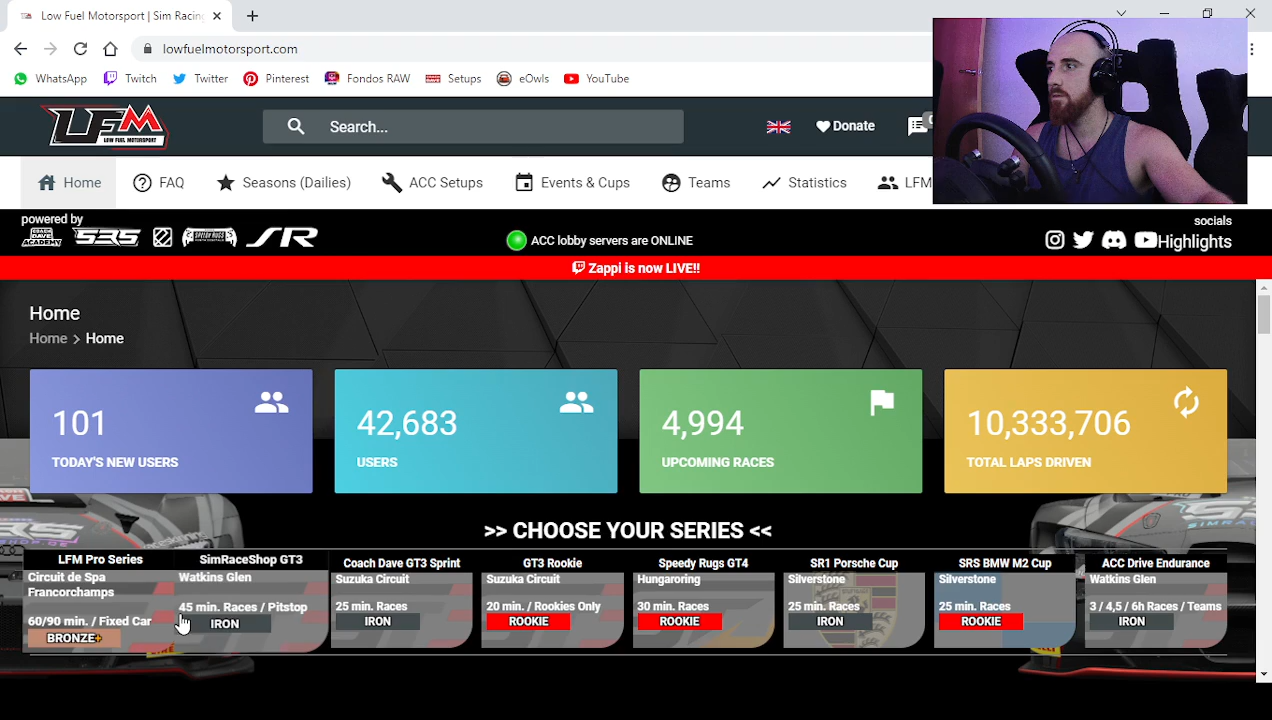 Low Fuel Motorsport | Sim Racing
lowfuelmotorsport.com
WhatsApp Twitch Twitter Pinterest Fondos RAW Setups eOwls YouTube
LFM
LOW FUEL MOTORSPORT
Search...
Donate
Home FAQ Seasons (Dailies) ACC Setups Events & Cups Teams Statistics LFM
powered by
socials
COACH DAVE ACADEMY
SR
ACC lobby servers are ONLINE
Highlights
Zappi is now LIVE!!
Home
Home > Home
101
TODAY'S NEW USERS
42,683
USERS
4,994
UPCOMING RACES
10,333,706
TOTAL LAPS DRIVEN
>> CHOOSE YOUR SERIES <<
LFM Pro Series
Circuit de Spa
Francorchamps
60/90 min. / Fixed Car
BRONZE+
SimRaceShop GT3
Watkins Glen
45 min. Races / Pitstop
IRON
Coach Dave GT3 Sprint
Suzuka Circuit
25 min. Races
IRON
GT3 Rookie
Suzuka Circuit
20 min. / Rookies Only
ROOKIE
Speedy Rugs GT4
Hungaroring
30 min. Races
ROOKIE
SR1 Porsche Cup
Silverstone
25 min. Races
IRON
SRS BMW M2 Cup
Silverstone
25 min. Races
ROOKIE
ACC Drive Endurance
Watkins Glen
3 / 4,5 / 6h Races / Teams
IRON